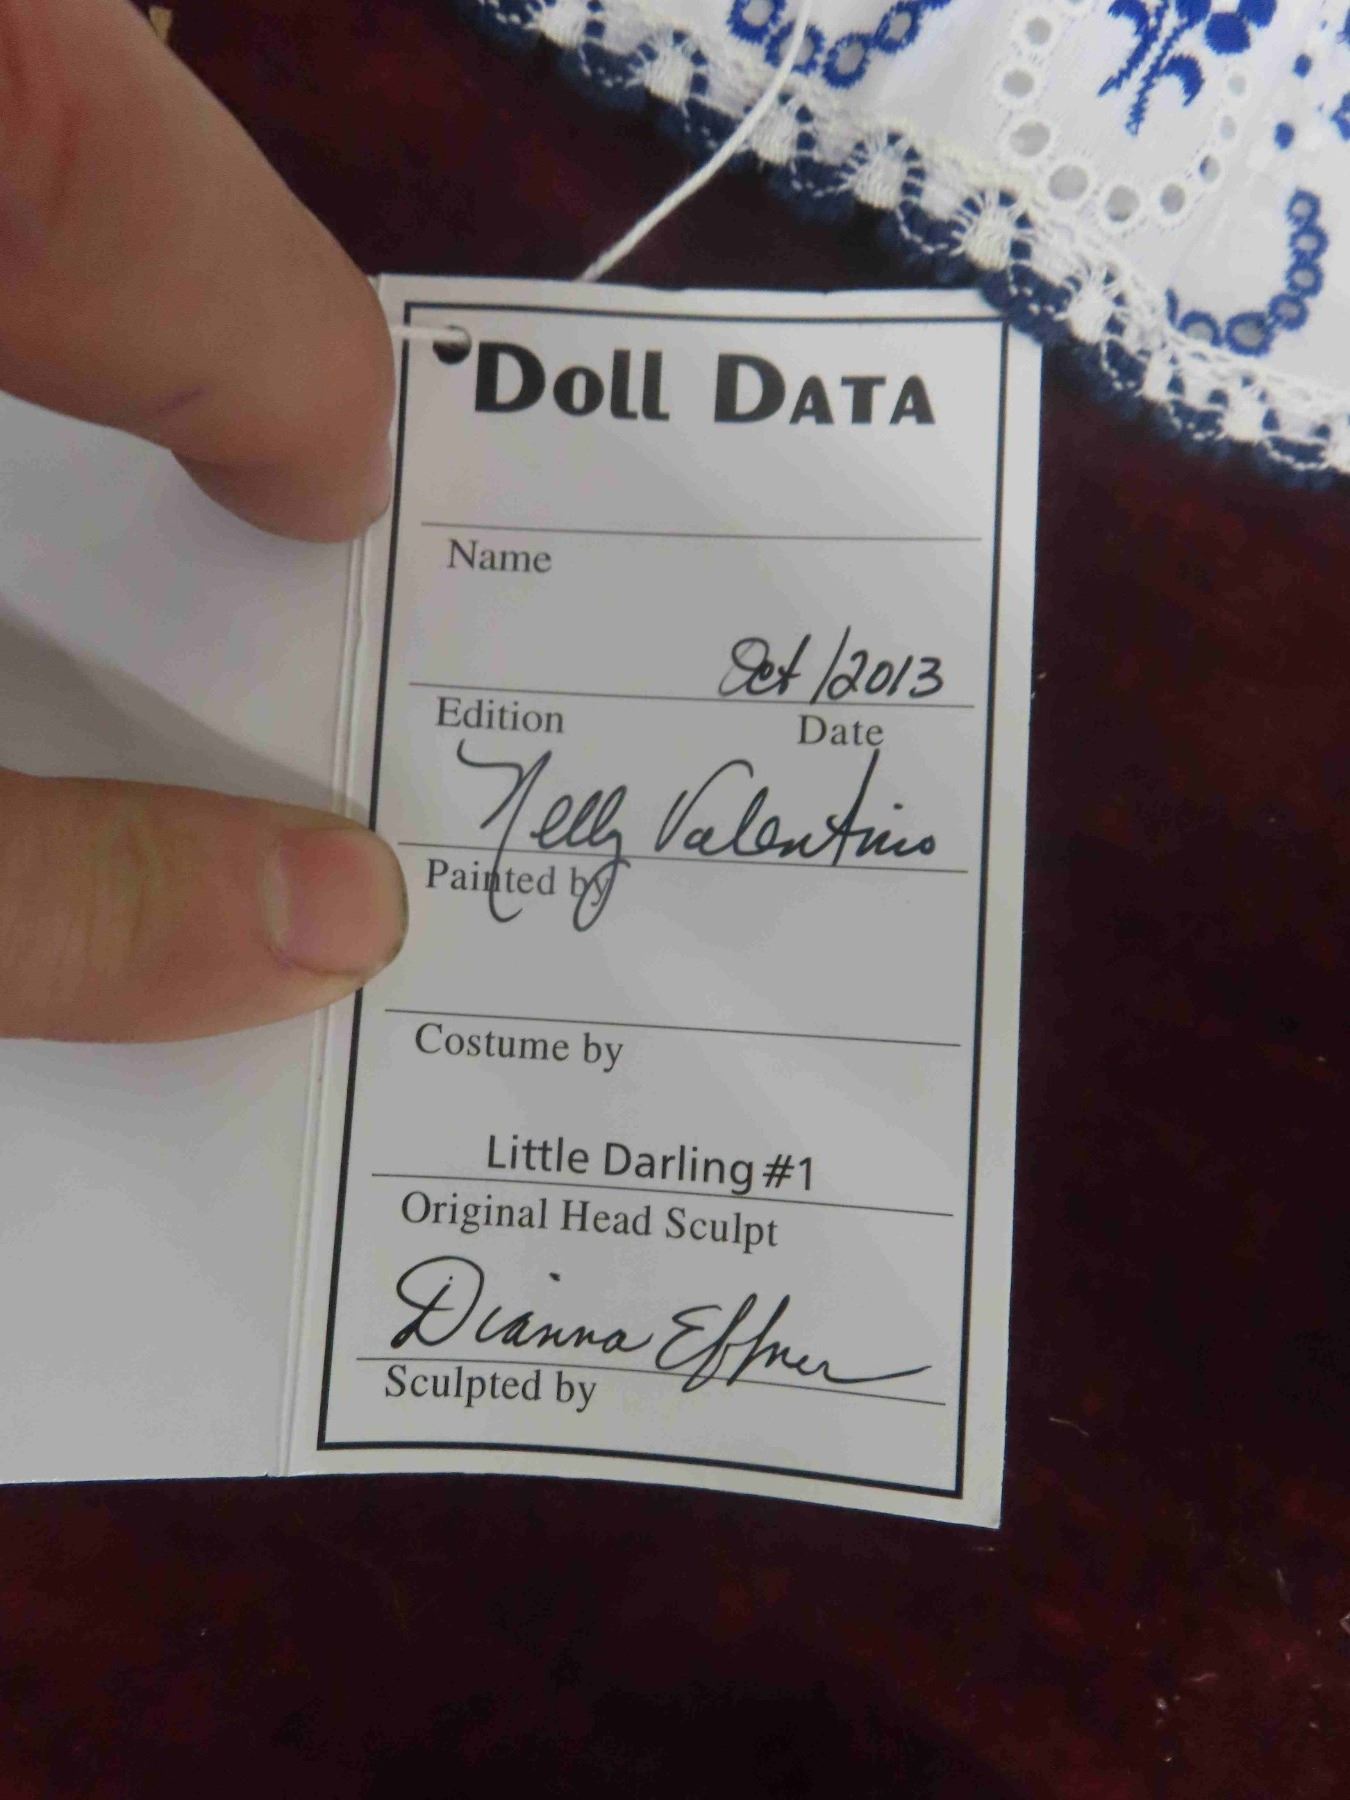 Doll Data
Name
Oct/2013
Edition Date
Nelly Valentino
Painted by
Costume by
Little Darling #1
Original Head Sculpt
Dianna Effner
Sculpted by